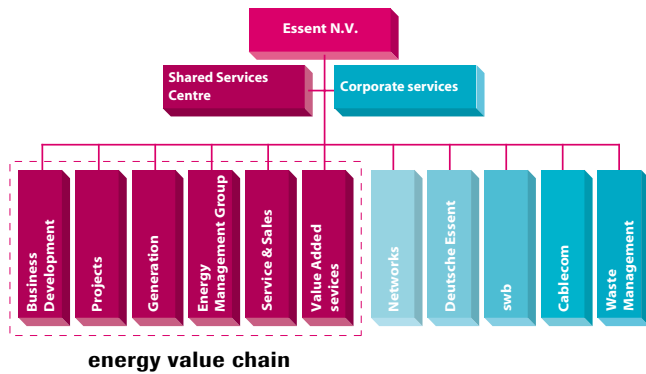 Essent N.V.
Shared Services
Centre
Corporate services
Business
Development
Projects
Generation
Energy
Management Group
Service & Sales
Value Added
sevices
Networks
Deutsche Essent
swb
Cablecom
Waste
Management
energy value chain